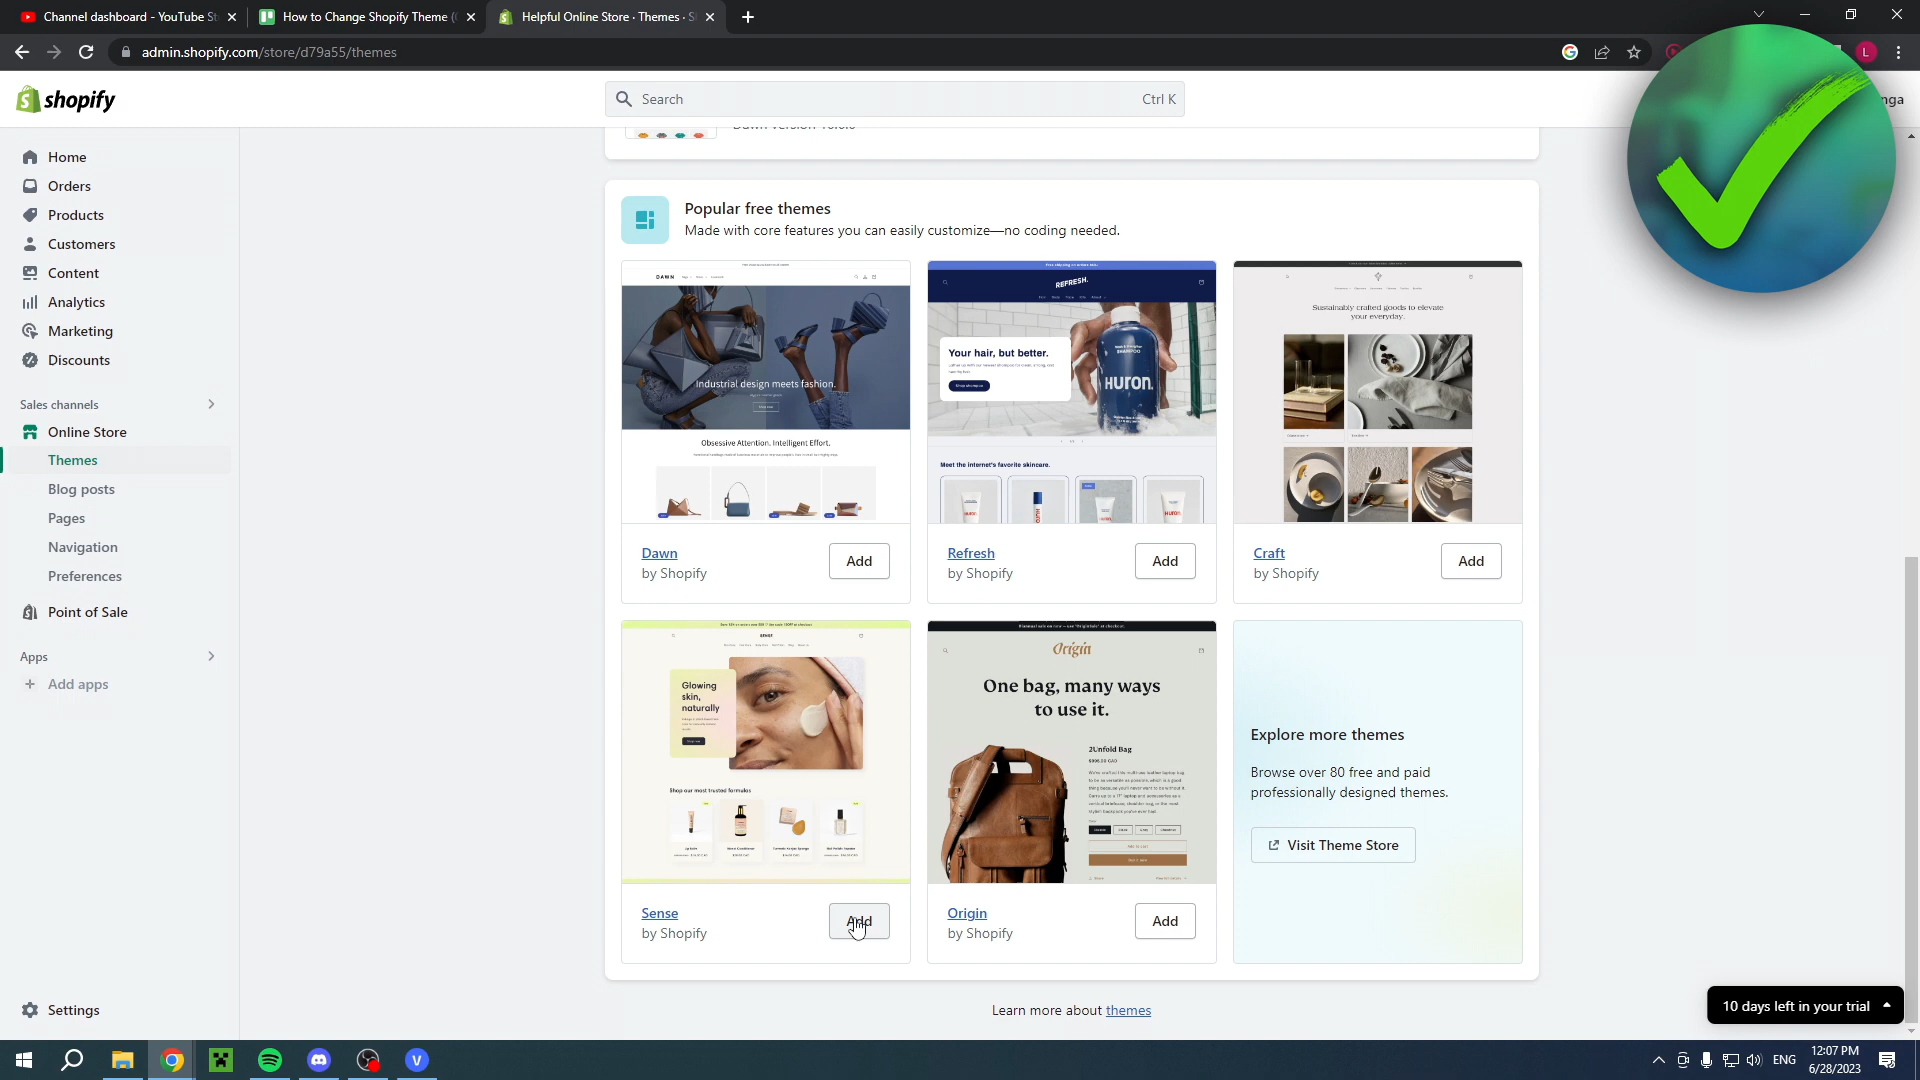 Channel dashboard - YouTube St
How to Change Shopify Theme (
Helpful Online Store · Themes · S
admin.shopify.com/store/d79a55/themes
L
shopify
Search
Ctrl K
nga
Home
Orders
Products
Customers
Content
Analytics
Marketing
Discounts
Sales channels
Online Store
Themes
Blog posts
Pages
Navigation
Preferences
Point of Sale
Apps
Add apps
Settings
Popular free themes
Made with core features you can easily customize—no coding needed.
DAWN
Industrial design meets fashion.
Obsessive Attention. Intelligent Effort.
Dawn
by Shopify
Add
REFRESH.
Your hair, but better.
Shop shampoo
HURON.
Meet the internet's favorite skincare.
Refresh
by Shopify
Add
Sustainably crafted goods to elevate
your everyday.
Craft
by Shopify
Add
SENSE
Glowing
skin,
naturally
Shop our most trusted formulas
Sense
by Shopify
Add
Origin
One bag, many ways
to use it.
2Unfold Bag
Origin
by Shopify
Add
Explore more themes
Browse over 80 free and paid
professionally designed themes.
Visit Theme Store
Learn more about themes
10 days left in your trial
V
ENG
12:07 PM
6/28/2023